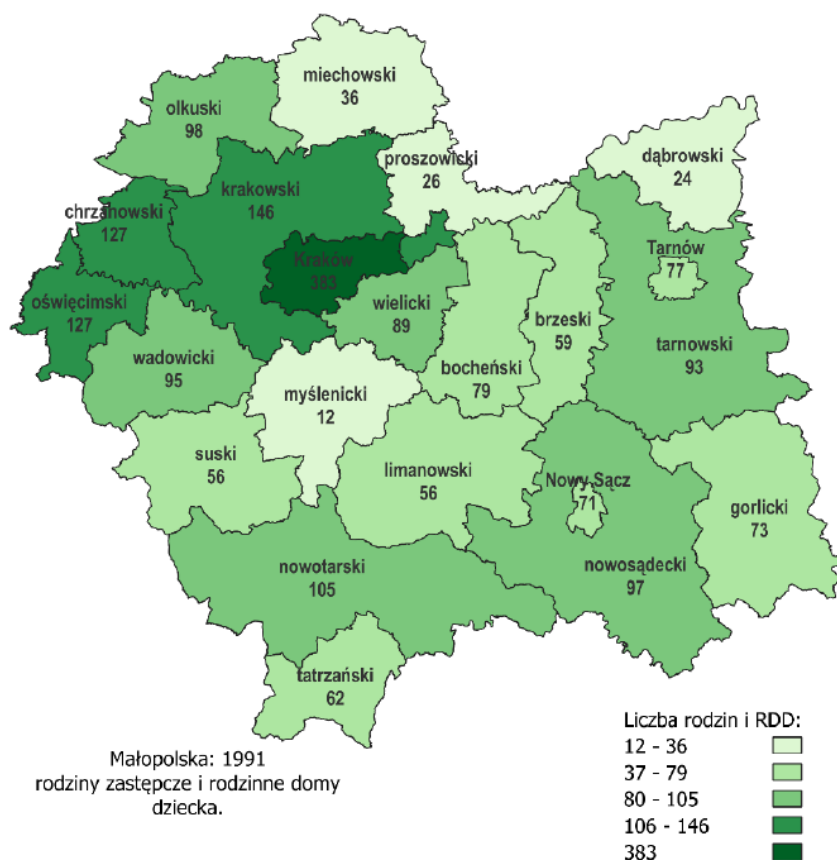 miechowski
36
olkuski
98
proszowicki
26
dąbrowski
24
krakowski
146
chrzanowski
127
Tarnów
77
Kraków
383
oświęcimski
127
wielicki
89
brzeski
59
tarnowski
93
wadowicki
95
bocheński
79
myślenicki
12
suski
56
limanowski
56
Nowy Sącz
71
gorlicki
73
nowotarski
105
nowosądecki
97
tatrzański
62
Małopolska: 1991
rodziny zastępcze i rodzinne domy
dziecka.
Liczba rodzin i RDD:
12 - 36
37 - 79
80 - 105
106 - 146
383